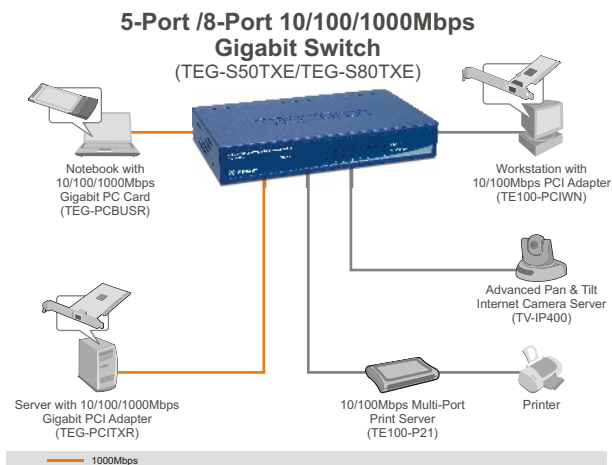 5-Port /8-Port 10/100/1000Mbps
Gigabit Switch
(TEG-S50TXE/TEG-S80TXE)
Notebook with
10/100/1000Mbps
Gigabit PC Card
(TEG-PCBUSR)
Workstation with
10/100Mbps PCI Adapter
(TE100-PCIWN)
Advanced Pan & Tilt
Internet Camera Server
(TV-IP400)
Server with 10/100/1000Mbps
Gigabit PCI Adapter
(TEG-PCITXR)
10/100Mbps Multi-Port
Print Server
(TE100-P21)
Printer
1000Mbps